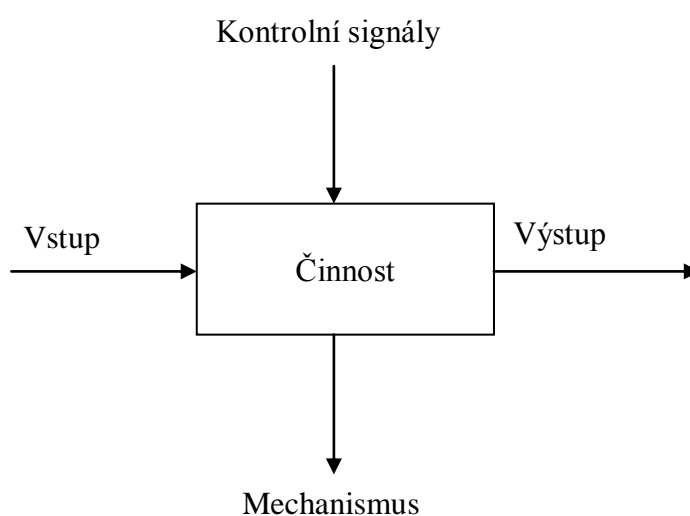 Kontrolní signály
Vstup
Činnost
Výstup
Mechanismus